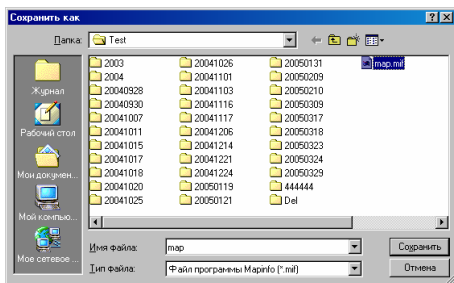 Сохранить как
Папка: Test
2003 20041026 20050131 map.mif
2004 20041101 20050209
20040928 20041103 20050210
20040930 20041116 20050309
20041007 20041117 20050317
20041011 20041206 20050318
20041015 20041214 20050323
20041017 20041221 20050324
20041018 20041224 20050329
20041020 20050119 444444
20041025 20050121 Del
Журнал
Рабочий стол
Мои докумен...
Мой компью...
Мое сетевое ...
Имя файла: map Сохранить
Тип файла: Файл программы Mapinfo (*.mif) Отмена